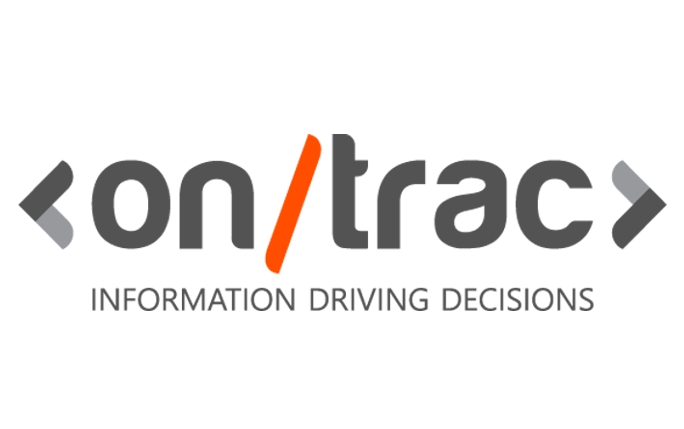 <on/trac>
INFORMATION DRIVING DECISIONS